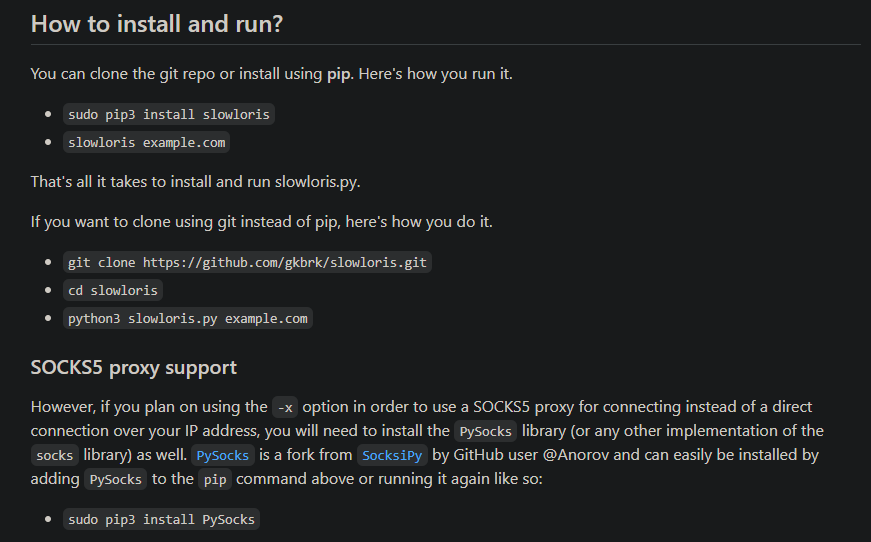 How to install and run?
You can clone the git repo or install using pip. Here's how you run it.
sudo pip3 install slowloris
slowloris example.com
That's all it takes to install and run slowloris.py.
If you want to clone using git instead of pip, here's how you do it.
git clone https://github.com/gkbrk/slowloris.git
cd slowloris
python3 slowloris.py example.com
SOCKS5 proxy support
However, if you plan on using the -x option in order to use a SOCKS5 proxy for connecting instead of a direct
connection over your IP address, you will need to install the PySocks library (or any other implementation of the
socks library) as well. PySocks is a fork from SocksiPy by GitHub user @Anorov and can easily be installed by
adding PySocks to the pip command above or running it again like so:
sudo pip3 install PySocks